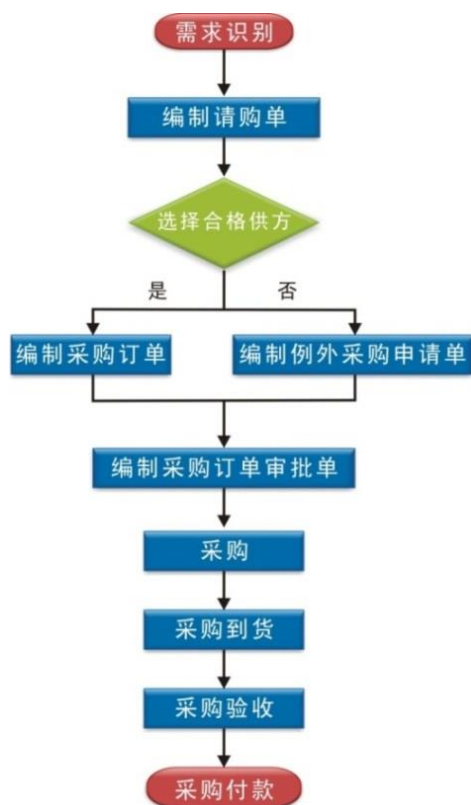 需求识别
编制请购单
选择合格供方
是
否
编制采购订单
编制例外采购申请单
编制采购订单审批单
采购
采购到货
采购验收
采购付款